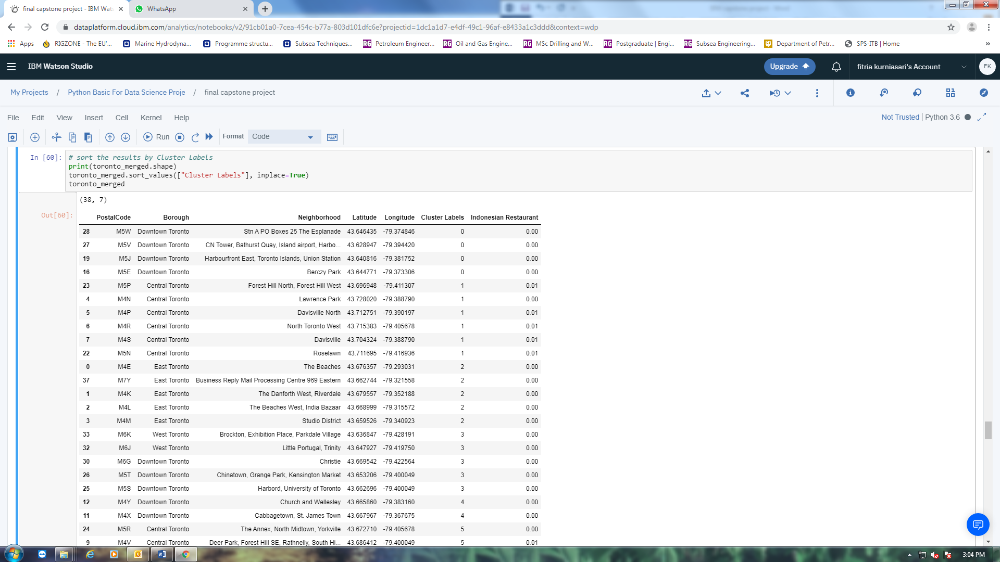 final capstone project - IBM Wats
WhatsApp
dataplatform.cloud.ibm.com/analytics/notebooks/v2/91cb01a0-7cea-454c-b77a-803d101dfc6e?projectid=1dc1a1d7-e4df-49c1-96af-e8433a1c3ddd&context=wdp
Apps RIGZONE - The EU'... Marine Hydrodyna... Programme structu... Subsea Techniques... RG Petroleum Engineer... RG Oil and Gas Engine... RG MSc Drilling and W... RG Postgraduate | Engi... RG Subsea Engineering... Department of Petr... SPS-ITB | Home »
IBM Watson Studio Upgrade fitria kurniasari's Account FK
My Projects / Python Basic For Data Science Proje / final capstone project
File Edit View Insert Cell Kernel Help Not Trusted | Python 3.6
Run Format Code
In [60]: # sort the results by Cluster Labels
print(toronto_merged.shape)
toronto_merged.sort_values(["Cluster Labels"], inplace=True)
toronto_merged
(38, 7)
Out[60]:
PostalCode Borough Neighborhood Latitude Longitude Cluster Labels Indonesian Restaurant
28 M5W Downtown Toronto Stn A PO Boxes 25 The Esplanade 43.646435 -79.374846 0 0.00
27 M5V Downtown Toronto CN Tower, Bathurst Quay, Island airport, Harbo... 43.628947 -79.394420 0 0.00
19 M5J Downtown Toronto Harbourfront East, Toronto Islands, Union Station 43.640816 -79.381752 0 0.00
16 M5E Downtown Toronto Berczy Park 43.644771 -79.373306 0 0.00
23 M5P Central Toronto Forest Hill North, Forest Hill West 43.696948 -79.411307 1 0.01
4 M4N Central Toronto Lawrence Park 43.728020 -79.388790 1 0.00
5 M4P Central Toronto Davisville North 43.712751 -79.390197 1 0.01
6 M4R Central Toronto North Toronto West 43.715383 -79.405678 1 0.01
7 M4S Central Toronto Davisville 43.704324 -79.388790 1 0.01
22 M5N Central Toronto Roselawn 43.711695 -79.416936 1 0.01
0 M4E East Toronto The Beaches 43.676357 -79.293031 2 0.00
37 M7Y East Toronto Business Reply Mail Processing Centre 969 Eastern 43.662744 -79.321558 2 0.00
1 M4K East Toronto The Danforth West, Riverdale 43.679557 -79.352188 2 0.00
2 M4L East Toronto The Beaches West, India Bazaar 43.668999 -79.315572 2 0.00
3 M4M East Toronto Studio District 43.659526 -79.340923 2 0.00
33 M6K West Toronto Brockton, Exhibition Place, Parkdale Village 43.636847 -79.428191 3 0.00
32 M6J West Toronto Little Portugal, Trinity 43.647927 -79.419750 3 0.00
30 M6G Downtown Toronto Christie 43.669542 -79.422564 3 0.00
26 M5T Downtown Toronto Chinatown, Grange Park, Kensington Market 43.653206 -79.400049 3 0.00
25 M5S Downtown Toronto Harbord, University of Toronto 43.662696 -79.400049 3 0.00
12 M4Y Downtown Toronto Church and Wellesley 43.665860 -79.383160 4 0.00
11 M4X Downtown Toronto Cabbagetown, St. James Town 43.667967 -79.367675 4 0.00
24 M5R Central Toronto The Annex, North Midtown, Yorkville 43.672710 -79.405678 5 0.00
9 M4V Central Toronto Deer Park, Forest Hill SE, Rathnelly, South Hi... 43.686412 -79.400049 5 0.01
3:04 PM